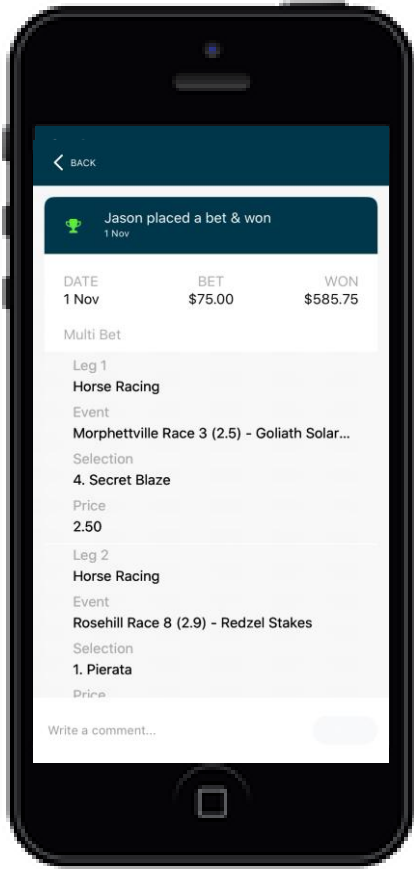 BACK
Jason placed a bet & won
1 Nov
DATE BET WON
1 Nov $75.00 $585.75
Multi Bet
Leg 1
Horse Racing
Event
Morphettville Race 3 (2.5) - Goliath Solar...
Selection
4. Secret Blaze
Price
2.50
Leg 2
Horse Racing
Event
Rosehill Race 8 (2.9) - Redzel Stakes
Selection
1. Pierata
Price
Write a comment...